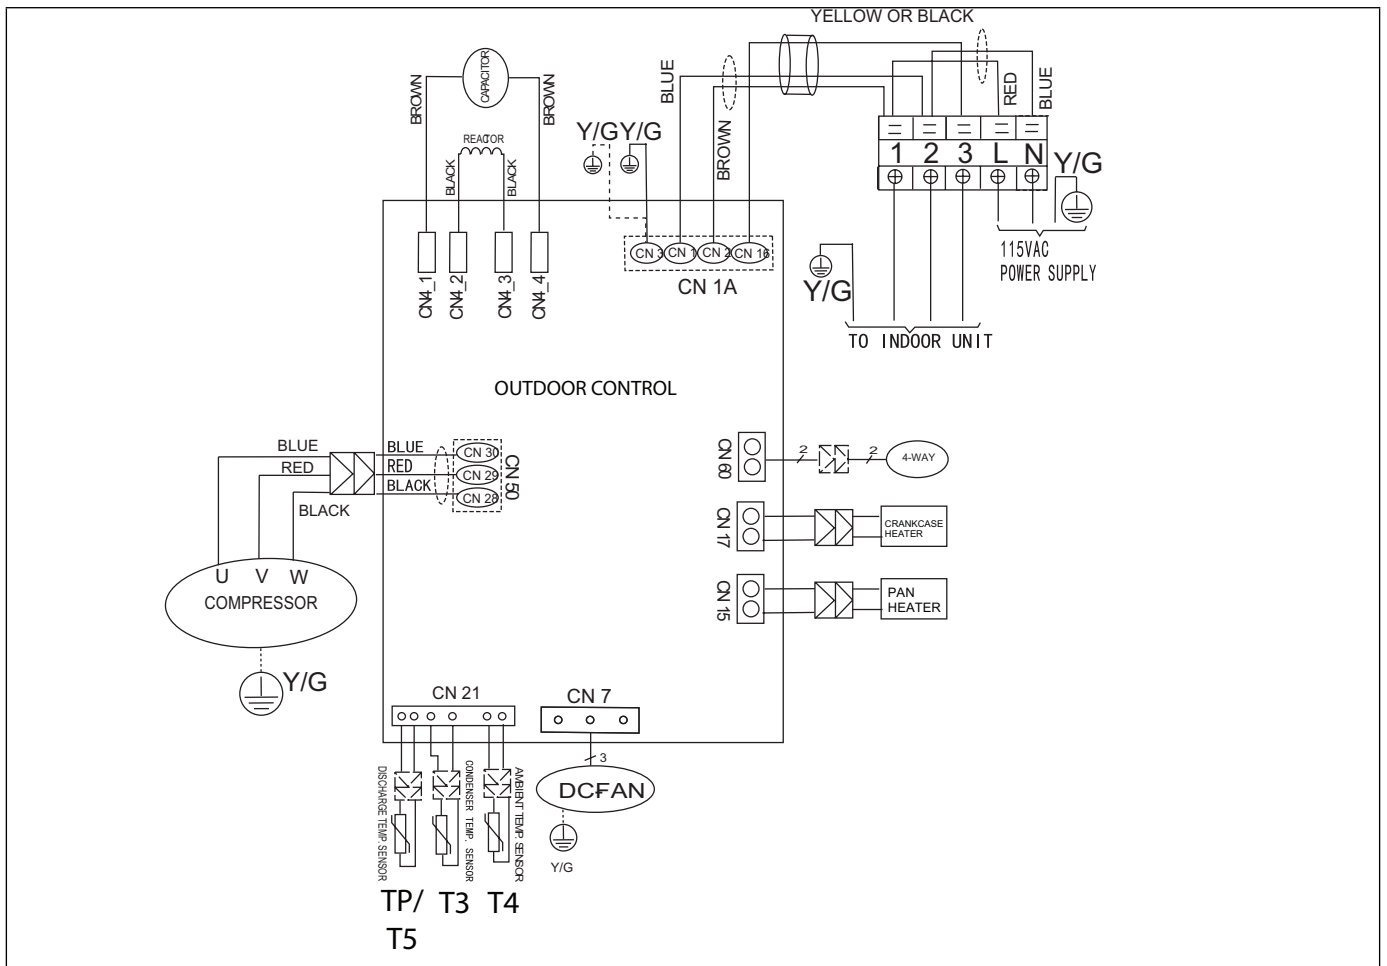 YELLOW OR BLACK
CAPACITOR
BROWN
BROWN
REACTOR
BLACK
BLACK
Y/G
Y/G
BLUE
BROWN
RED
BLUE
1 2 3 L N
Y/G
115VAC
POWER SUPPLY
Y/G
TO INDOOR UNIT
CN4_1
CN4_2
CN4_3
CN4_4
CN 3
CN 1
CN 2
CN 16
CN 1A
OUTDOOR CONTROL
BLUE
RED
BLACK
BLUE
RED
BLACK
CN 30
CN 29
CN 28
CN 50
U V W
COMPRESSOR
Y/G
CN 60
2
2
4-WAY
CN 17
CRANKCASE
HEATER
CN 15
PAN
HEATER
CN 21
CN 7
3
DC-FAN
Y/G
DISCHARGE TEMP. SENSOR
CONDENSER TEMP. SENSOR
AMBIENT TEMP. SENSOR
TP/
T5
T3
T4